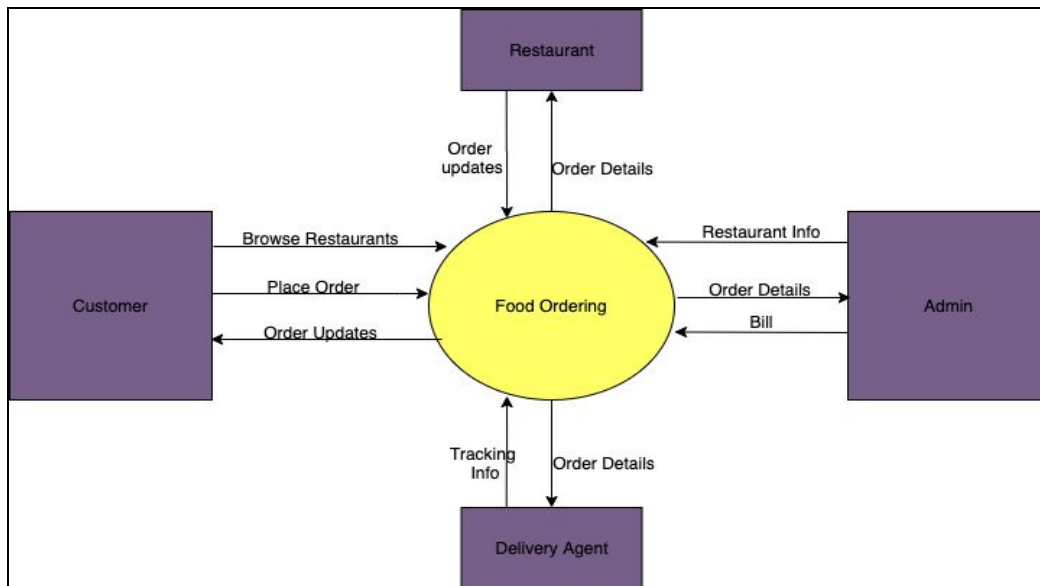 Restaurant
Order
updates
Order Details
Browse Restaurants
Restaurant Info
Customer
Place Order
Food Ordering
Order Details
Admin
Order Updates
Bill
Tracking
Info
Order Details
Delivery Agent